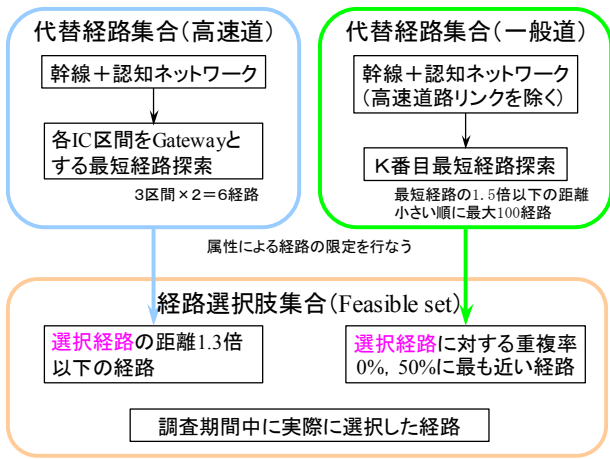 代替経路集合(高速道)
幹線＋認知ネットワーク
各IC区間をGatewayと
する最短経路探索
3区間×2＝6経路
代替経路集合(一般道)
幹線＋認知ネットワーク
(高速道路リンクを除く)
K番目最短経路探索
最短経路の1.5倍以下の距離
小さい順に最大100経路
属性による経路の限定を行なう
経路選択肢集合(Feasible set)
選択経路の距離1.3倍
以下の経路
選択経路に対する重複率
0%, 50%に最も近い経路
調査期間中に実際に選択した経路